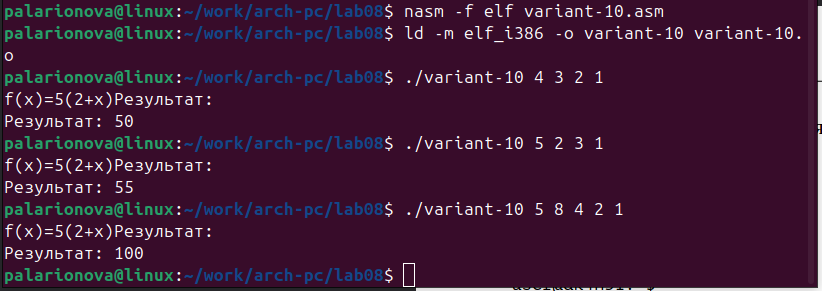 palarionova@linux:~/work/arch-pc/lab08$ nasm -f elf variant-10.asm
palarionova@linux:~/work/arch-pc/lab08$ ld -m elf_i386 -o variant-10 variant-10.
o
palarionova@linux:~/work/arch-pc/lab08$ ./variant-10 4 3 2 1
f(x)=5(2+x)Результат:
Результат: 50
palarionova@linux:~/work/arch-pc/lab08$ ./variant-10 5 2 3 1
f(x)=5(2+x)Результат:
Результат: 55
palarionova@linux:~/work/arch-pc/lab08$ ./variant-10 5 8 4 2 1
f(x)=5(2+x)Результат:
Результат: 100
palarionova@linux:~/work/arch-pc/lab08$